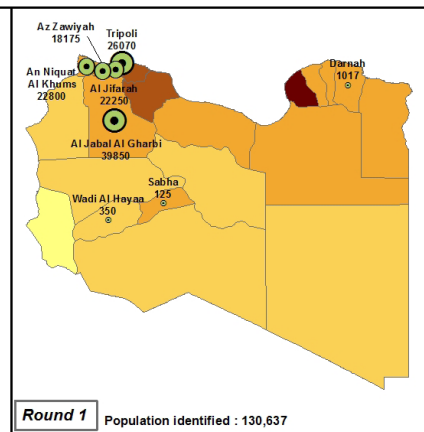 Az Zawiyah
18175
Tripoli
26070
An Niquat
Al Khums
22800
Al Jifarah
22250
Darnah
1017
Al Jabal Al Gharbi
39850
Sabha
125
Wadi Al Hayaa
350
Round 1
Population identified : 130,637